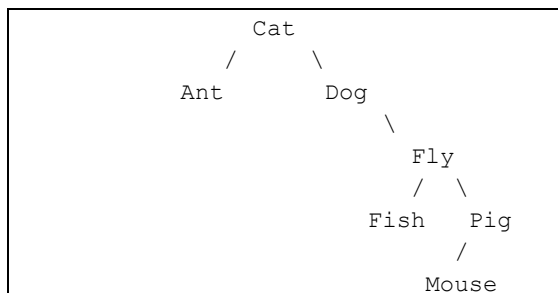 Cat
/ \
Ant Dog
\
Fly
/ \
Fish Pig
/
Mouse